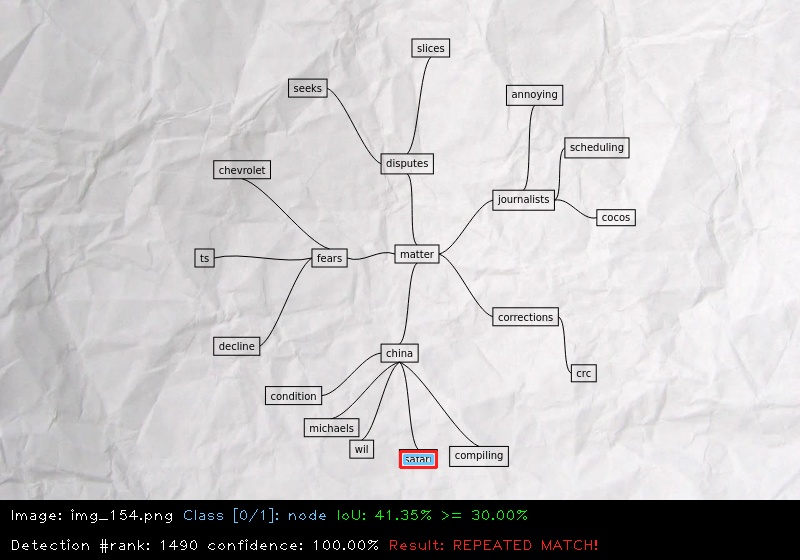 slices
seeks
annoying
scheduling
disputes
chevrolet
journalists
cocos
matter
ts
fears
corrections
decline
china
crc
condition
michaels
wil
safari
compiling
Image: img_154.png Class [0/1]: node IoU: 41.35% >= 30.00%
Detection #rank: 1490 confidence: 100.00% Result: REPEATED MATCH!